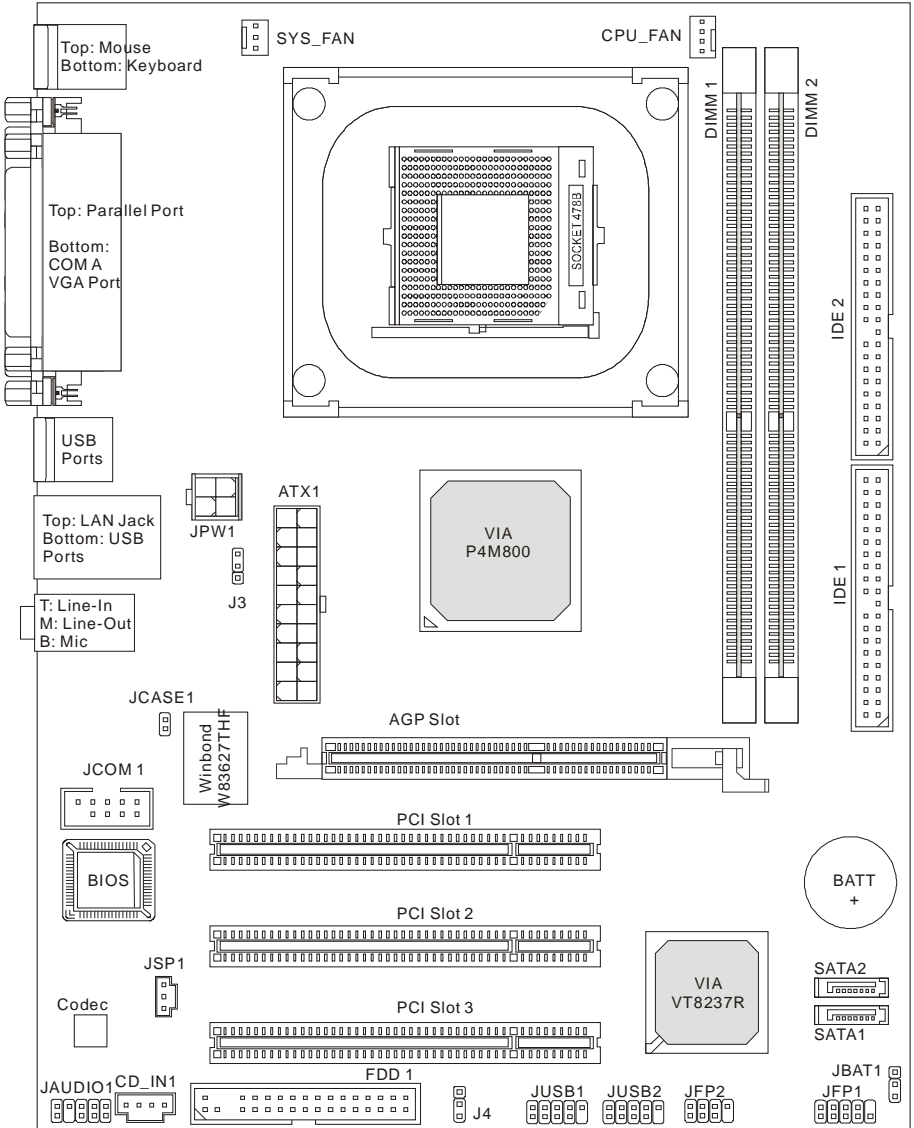 Top: Mouse
Bottom: Keyboard
SYS_FAN
CPU_FAN
DIMM 1
DIMM 2
Top: Parallel Port
Bottom:
COM A
VGA Port
SOCKET 478B
IDE 2
USB
Ports
JPW1
ATX1
VIA
P4M800
Top: LAN Jack
Bottom: USB
Ports
J3
IDE 1
T: Line-In
M: Line-Out
B: Mic
JCASE1
Winbond
W83627THF
AGP Slot
JCOM 1
PCI Slot 1
BIOS
BATT
+
PCI Slot 2
JSP1
VIA
VT8237R
SATA2
Codec
PCI Slot 3
SATA1
JBAT1
FDD 1
JAUDIO1
CD_IN1
J4
JUSB1
JUSB2
JFP2
JFP1